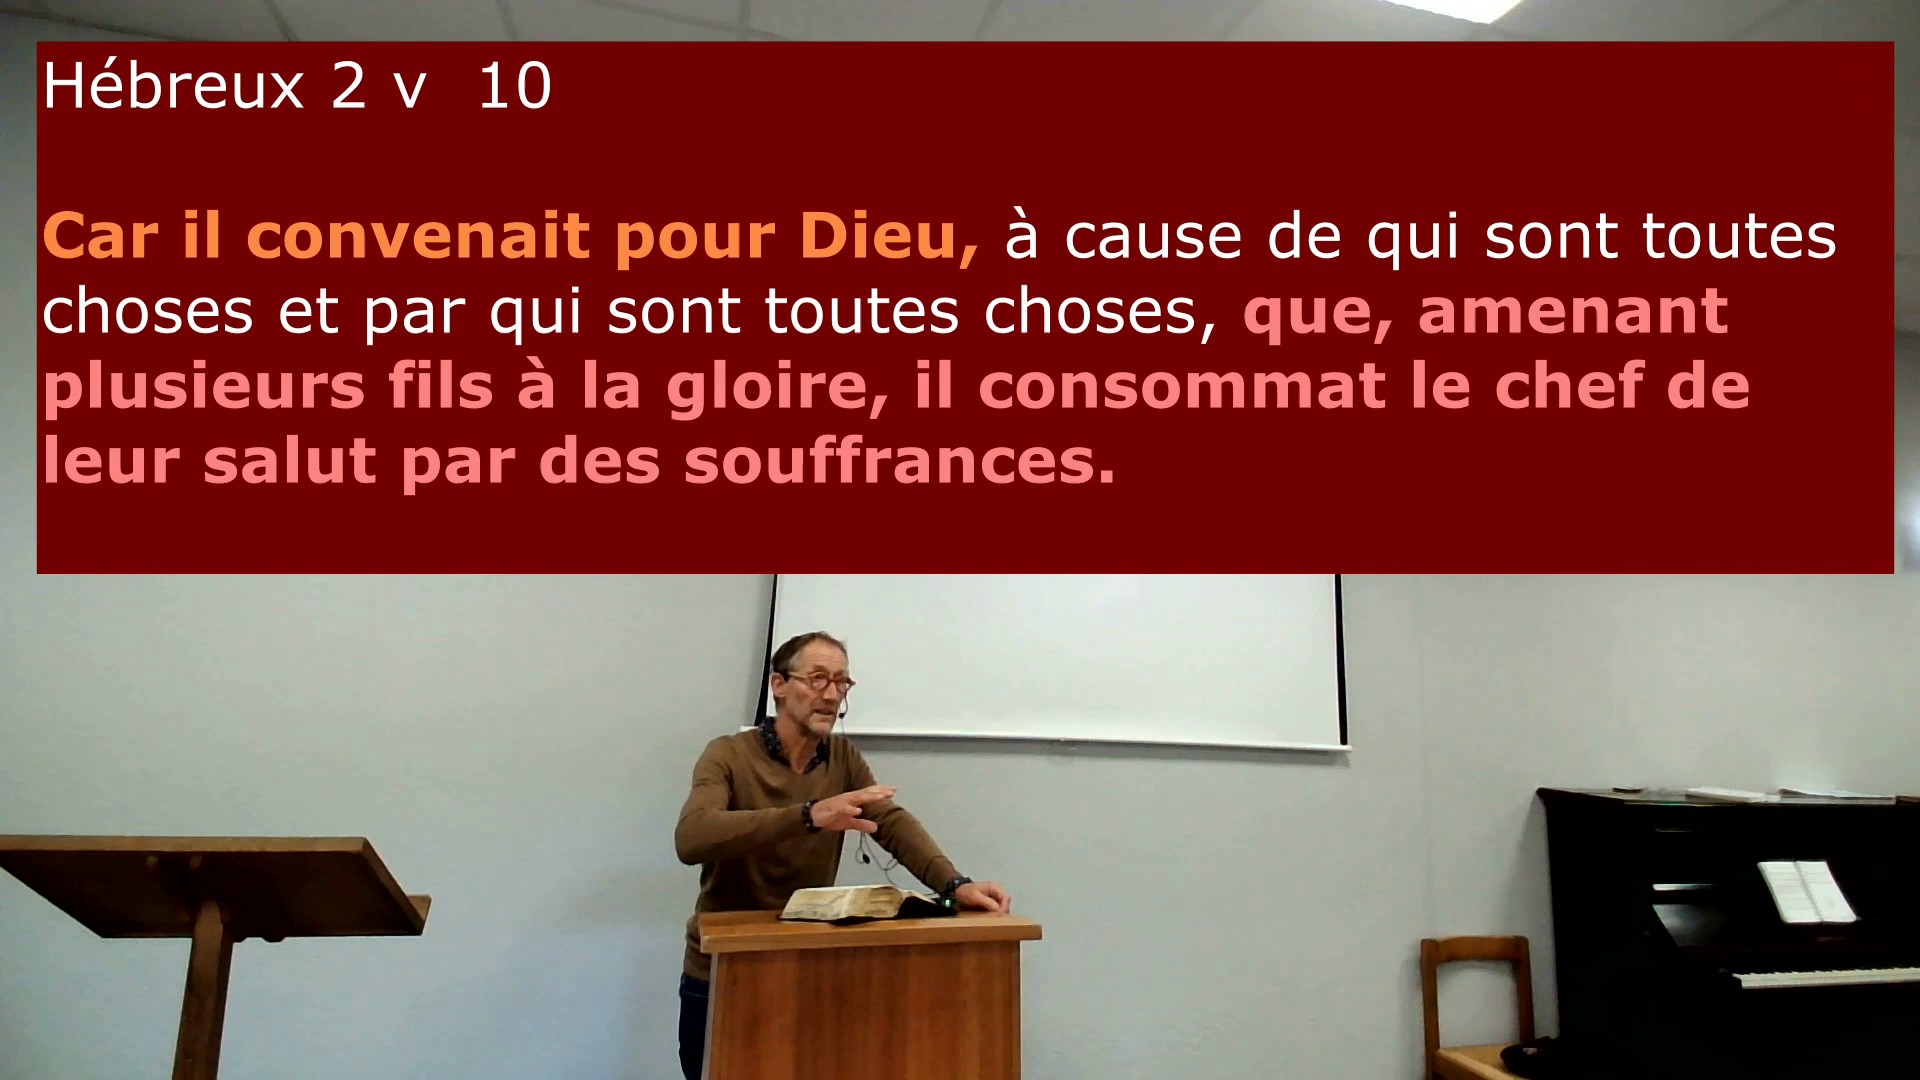 Hébreux 2 v  10
Car il convenait pour Dieu, à cause de qui sont toutes
choses et par qui sont toutes choses, que, amenant
plusieurs fils à la gloire, il consommat le chef de
leur salut par des souffrances.